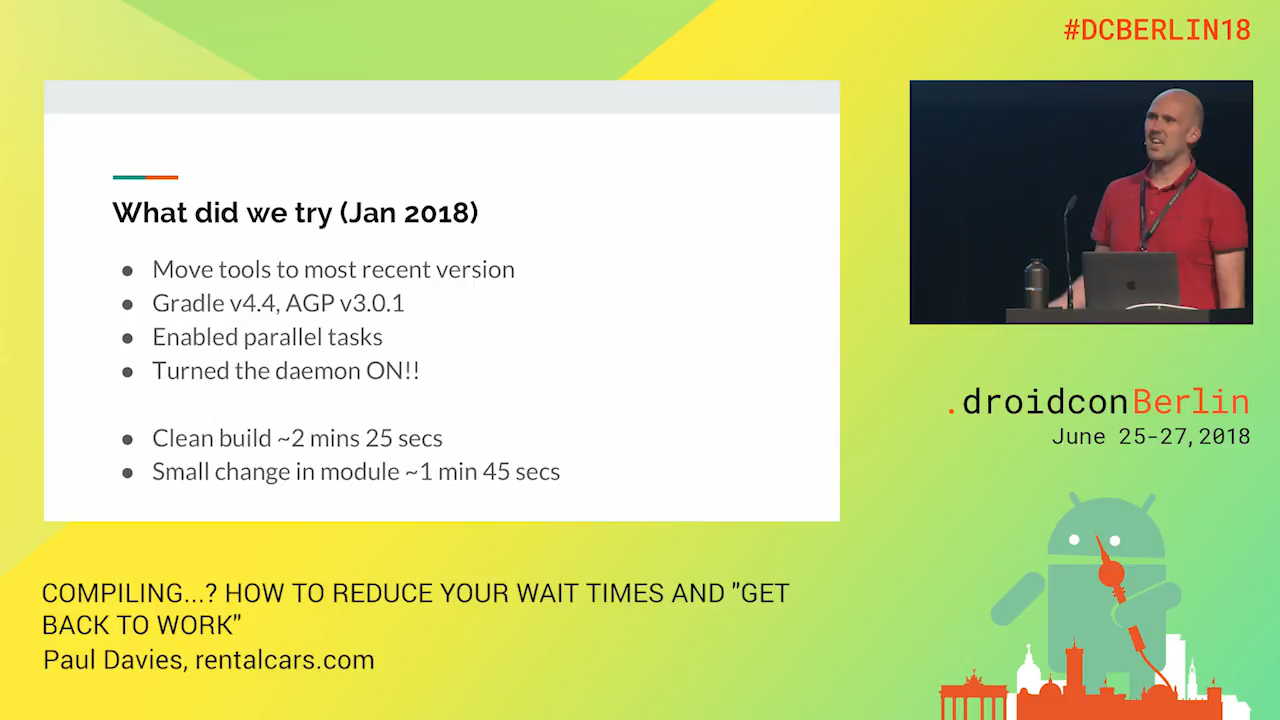 #DCBERLIN18
What did we try (Jan 2018)
● Move tools to most recent version
● Gradle v4.4, AGP v3.0.1
● Enabled parallel tasks
● Turned the daemon ON!!
● Clean build ~2 mins 25 secs
● Small change in module ~1 min 45 secs
.droidconBerlin
June 25-27,2018
COMPILING...? HOW TO REDUCE YOUR WAIT TIMES AND "GET
BACK TO WORK"
Paul Davies, rentalcars.com